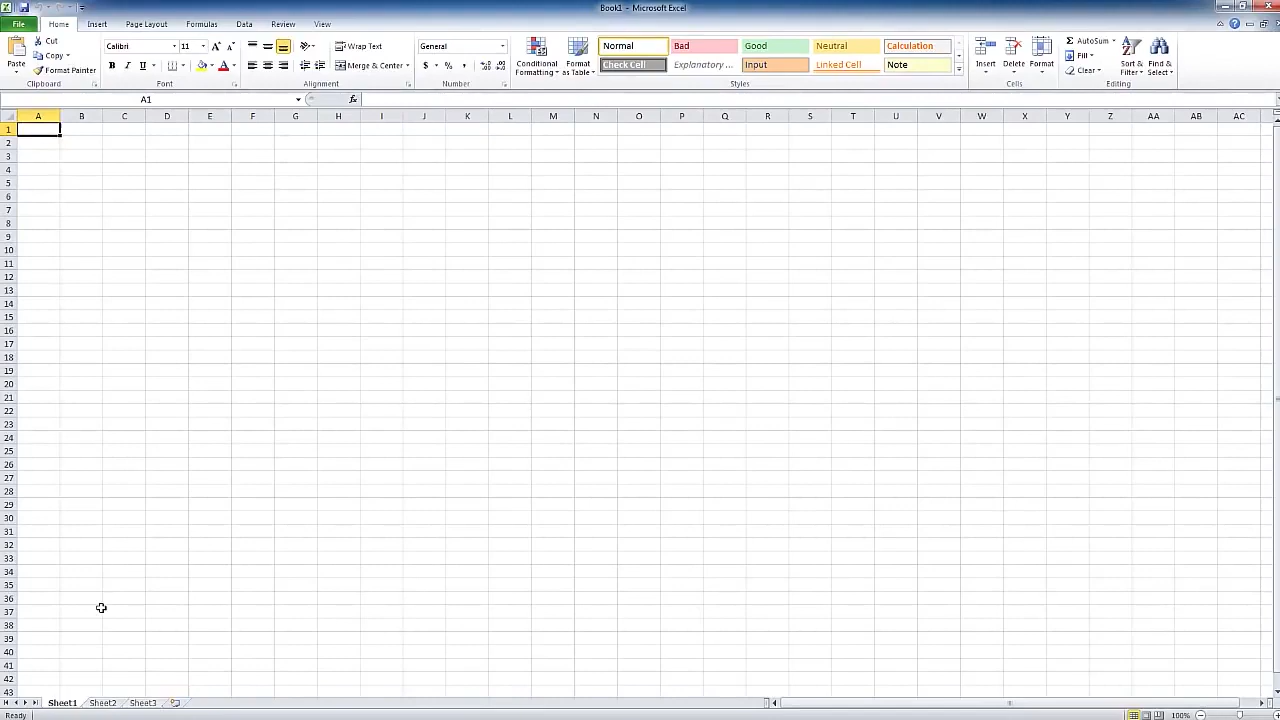 Book1 - Microsoft Excel
File Home Insert Page Layout Formulas Data Review View
Paste
Cut
Copy
Format Painter
Clipboard
Calibri 11
B I U
A
Font
Wrap Text
Merge & Center
Alignment
General
$ % ,
Number
Conditional Formatting
Format as Table
Normal Bad Good Neutral Calculation
Check Cell Explanatory ... Input Linked Cell Note
Styles
Insert Delete Format
Cells
Σ AutoSum
Fill
Clear
Sort & Filter
Find & Select
Editing
A1 fx
A B C D E F G H I J K L M N O P Q R S T U V W X Y Z AA AB AC
1
2
3
4
5
6
7
8
9
10
11
12
13
14
15
16
17
18
19
20
21
22
23
24
25
26
27
28
29
30
31
32
33
34
35
36
37
38
39
40
41
42
43
Sheet1 Sheet2 Sheet3
Ready 100%